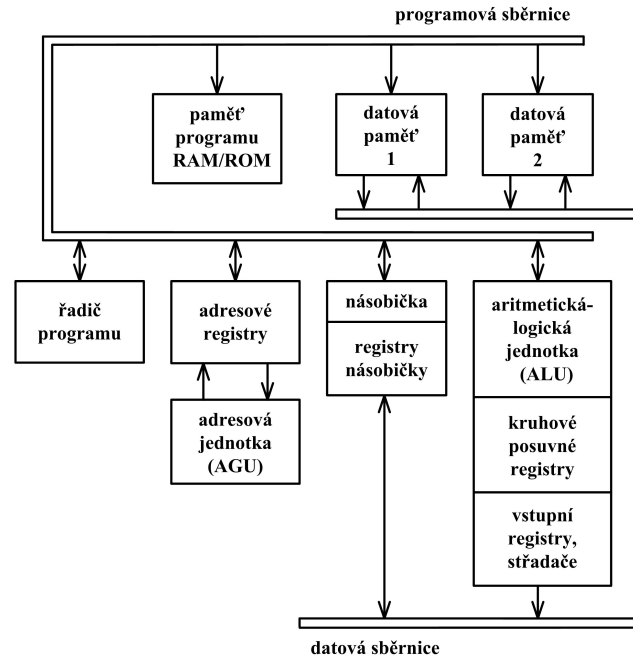 programová sběrnice
paměť
programu
RAM/ROM
datová
paměť
1
datová
paměť
2
řadič
programu
adresové
registry
adresová
jednotka
(AGU)
násobička
registry
násobičky
aritmetická-
logická
jednotka
(ALU)
kruhové
posuvné
registry
vstupní
registry,
střadače
datová sběrnice